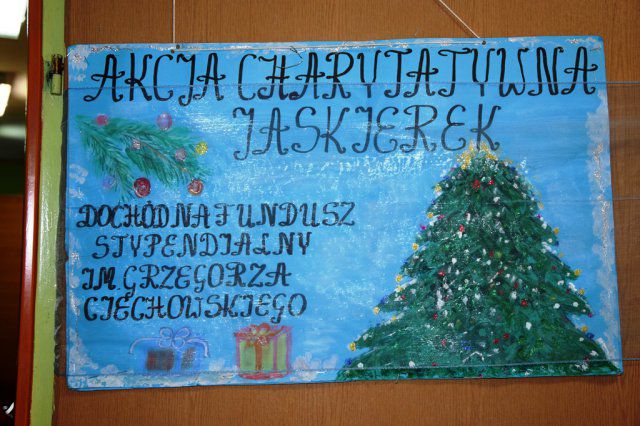 AKCJA CHARYTATYWNA
JASKIEREK
DOCHÓD NA FUNDUSZ
STYPENDIALNY
IM. GRZEGORZA
CIECHOWSKIEGO